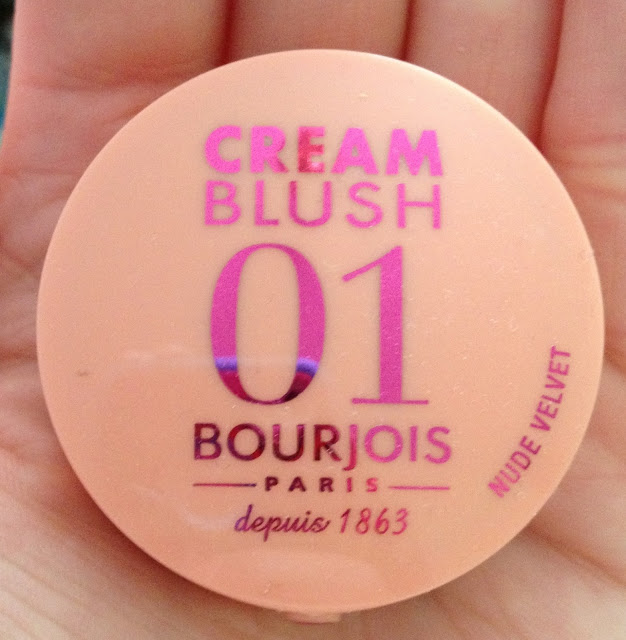 CREAM
BLUSH
01
BOURJOIS
PARIS
depuis 1863
NUDE VELVET